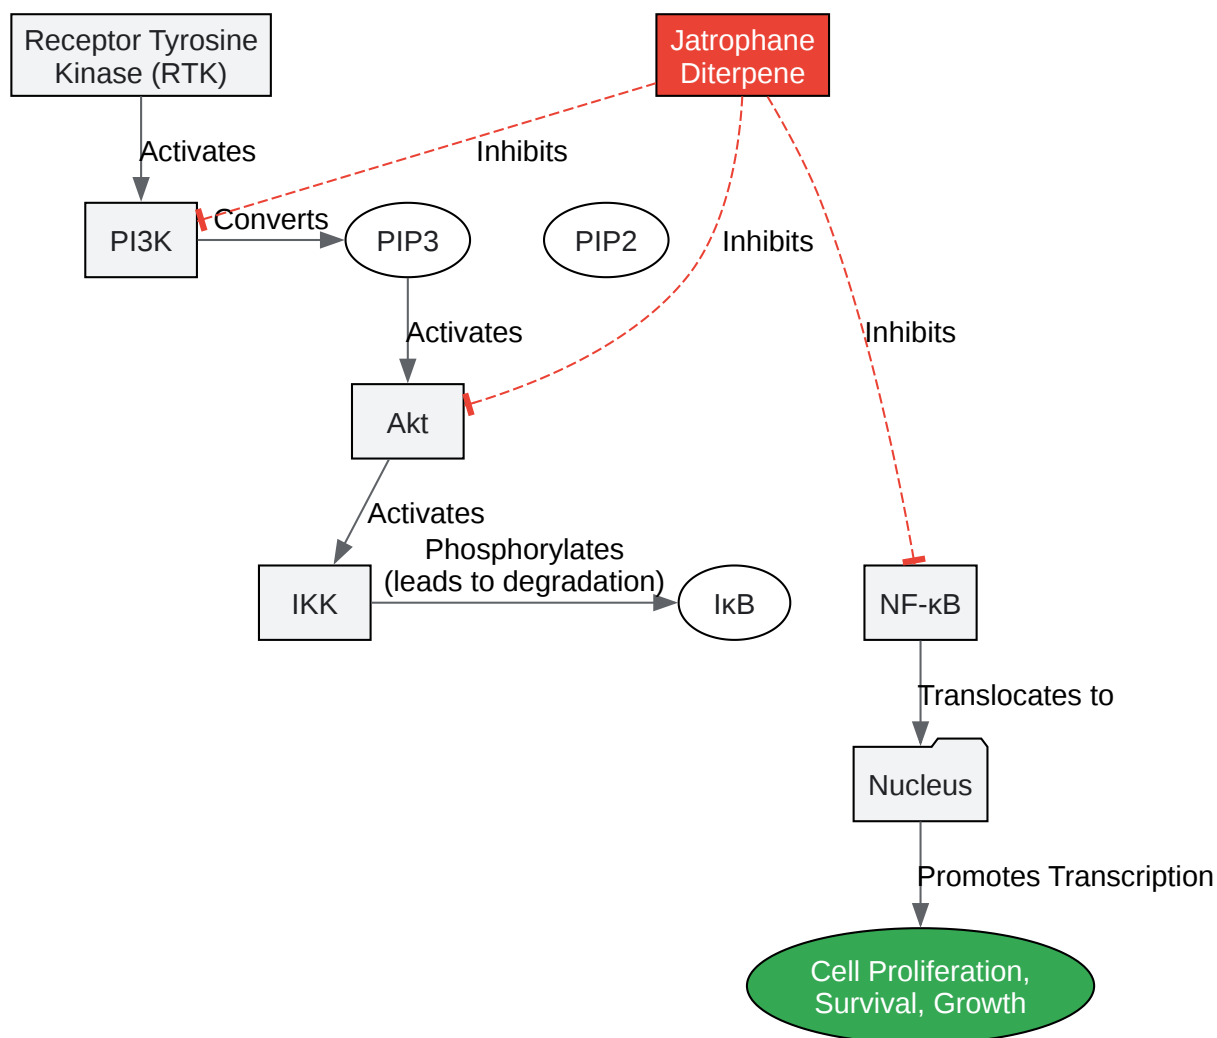 Receptor Tyrosine
Kinase (RTK)
Jatrophane
Diterpene
Activates
Inhibits
PI3K
Converts
PIP3
PIP2
Inhibits
Activates
Inhibits
Akt
Activates
Phosphorylates
(leads to degradation)
IKK
IκB
NF-κB
Translocates to
Nucleus
Promotes Transcription
Cell Proliferation,
Survival, Growth